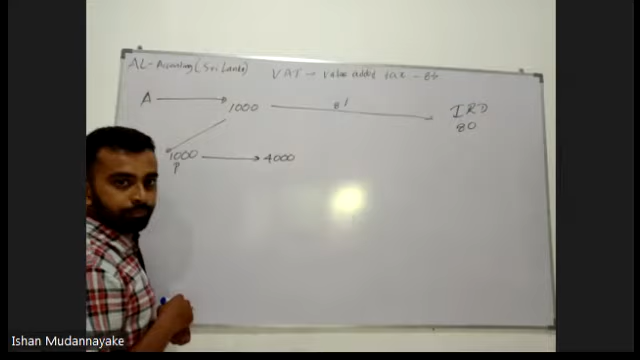 AL-Accounting (Sri Lanka) VAT → Value added tax - 8%
A → 1000 8% IRD
80
1000 → 4000
P
Ishan Mudannayake